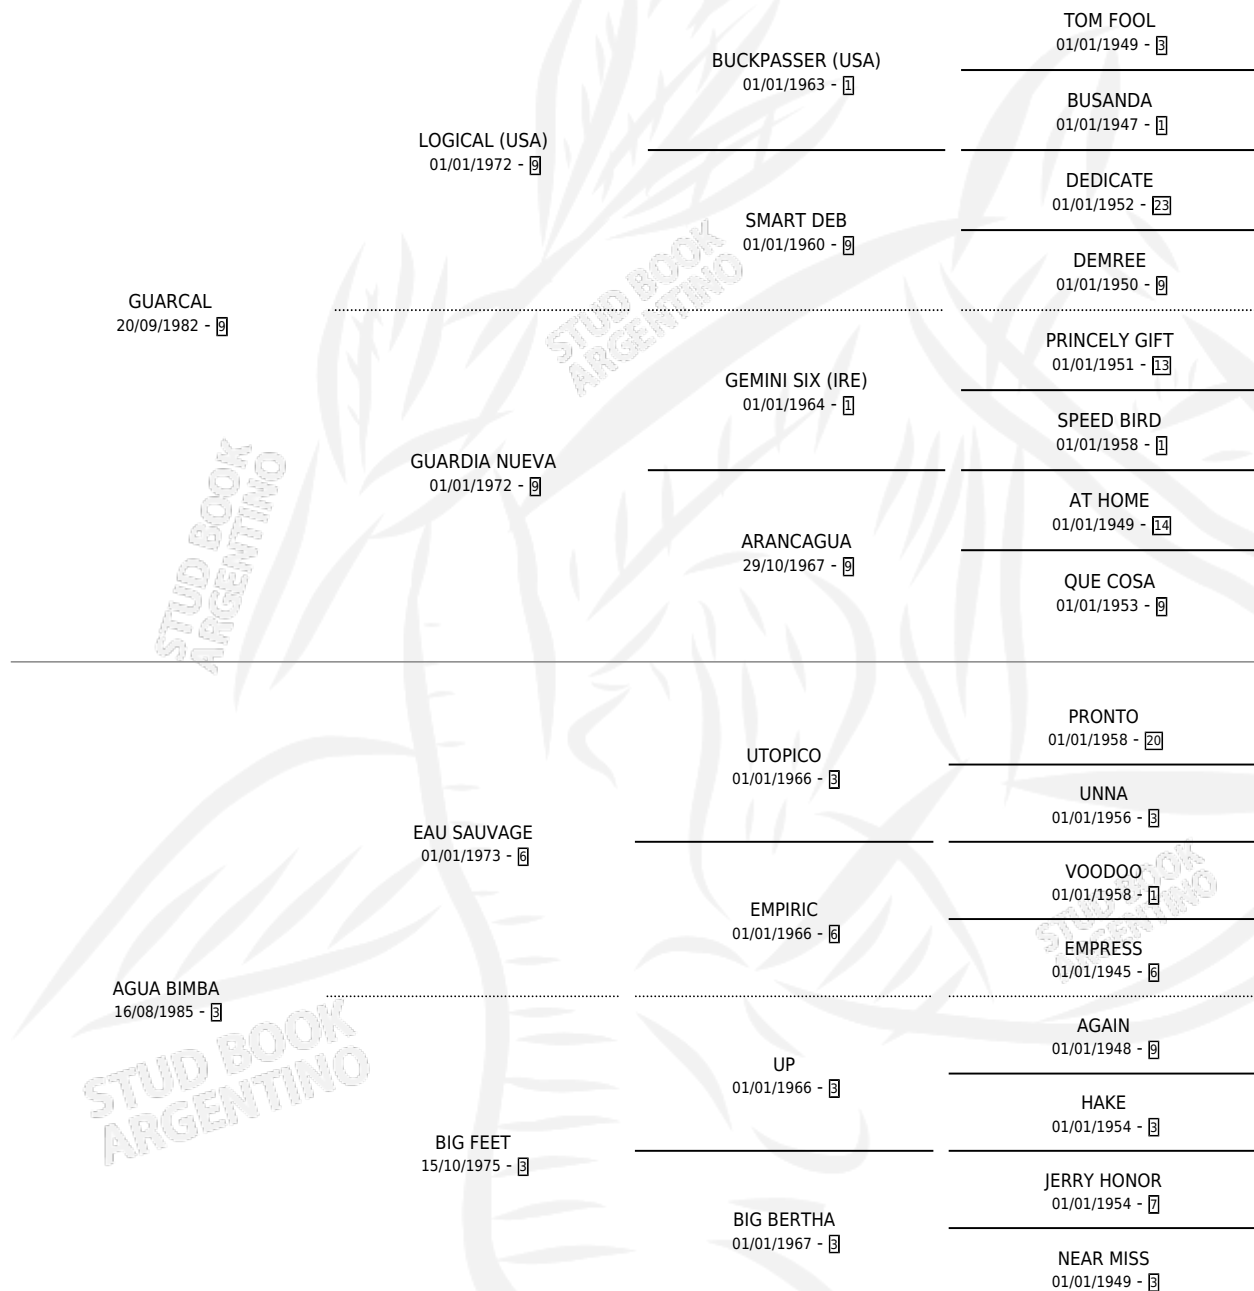 TOM FOOL
01/01/1949 - 3
BUCKPASSER (USA)
01/01/1963 - 1
BUSANDA
01/01/1947 - 1
LOGICAL (USA)
01/01/1972 - 9
DEDICATE
01/01/1952 - 23
SMART DEB
01/01/1960 - 9
DEMREE
01/01/1950 - 9
GUARCAL
20/09/1982 - 9
PRINCELY GIFT
01/01/1951 - 13
GEMINI SIX (IRE)
01/01/1964 - 1
SPEED BIRD
01/01/1958 - 1
GUARDIA NUEVA
01/01/1972 - 9
AT HOME
01/01/1949 - 14
ARANCAGUA
29/10/1967 - 9
QUE COSA
01/01/1953 - 9
PRONTO
01/01/1958 - 20
UTOPICO
01/01/1966 - 3
UNNA
01/01/1956 - 3
EAU SAUVAGE
01/01/1973 - 6
VOODOO
01/01/1958 - 1
EMPIRIC
01/01/1966 - 6
EMPRESS
01/01/1945 - 6
AGUA BIMBA
16/08/1985 - 3
AGAIN
01/01/1948 - 9
UP
01/01/1966 - 3
HAKE
01/01/1954 - 3
BIG FEET
15/10/1975 - 3
JERRY HONOR
01/01/1954 - 7
BIG BERTHA
01/01/1967 - 3
NEAR MISS
01/01/1949 - 3
STUD BOOK
ARGENTINO
STUD BOOK
ARGENTINO
STUD BOOK
ARGENTINO
STUD BOOK
ARGENTINO